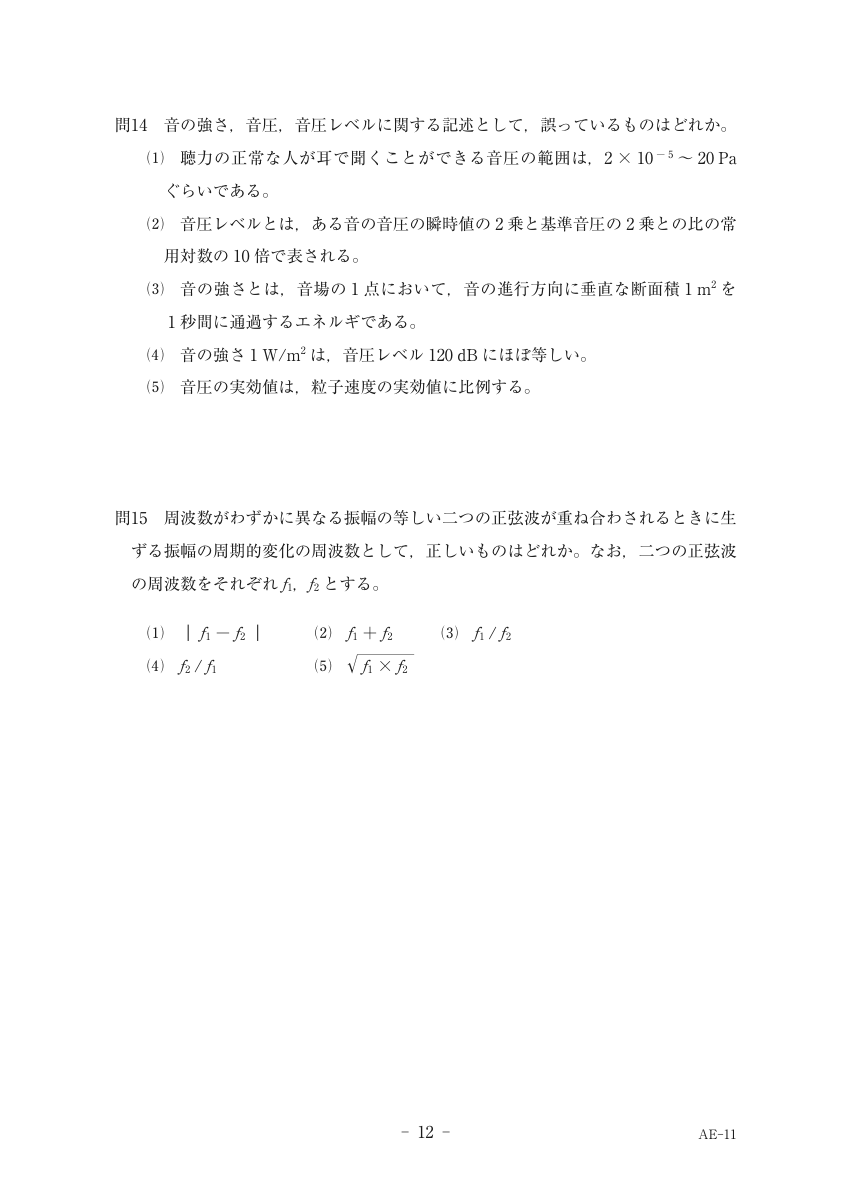 問14　音の強さ，音圧，音圧レベルに関する記述として，誤っているものはどれか。
⑴　聴力の正常な人が耳で聞くことができる音圧の範囲は，2 × 10⁻⁵ ～ 20 Pa
ぐらいである。
⑵　音圧レベルとは，ある音の音圧の瞬時値の 2 乗と基準音圧の 2 乗との比の常
用対数の 10 倍で表される。
⑶　音の強さとは，音場の 1 点において，音の進行方向に垂直な断面積 1 m² を
1 秒間に通過するエネルギである。
⑷　音の強さ 1 W/m² は，音圧レベル 120 dB にほぼ等しい。
⑸　音圧の実効値は，粒子速度の実効値に比例する。
問15　周波数がわずかに異なる振幅の等しい二つの正弦波が重ね合わされるときに生
ずる振幅の周期的変化の周波数として，正しいものはどれか。なお，二つの正弦波
の周波数をそれぞれ f₁，f₂ とする。
⑴　| f₁ − f₂ |　⑵　f₁ + f₂　⑶　f₁ / f₂
⑷　f₂ / f₁　⑸　√(f₁ × f₂)
− 12 −
AE-11